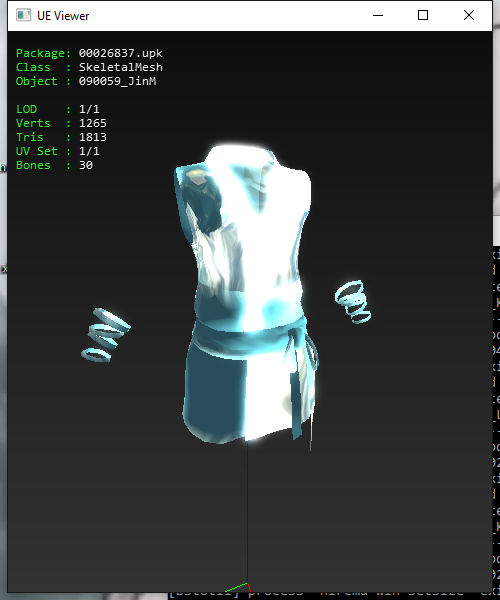 UE Viewer
Package: 00026837.upk
Class : SkeletalMesh
Object : 090059_JinM
LOD : 1/1
Verts : 1265
Tris : 1813
UV Set : 1/1
Bones : 30